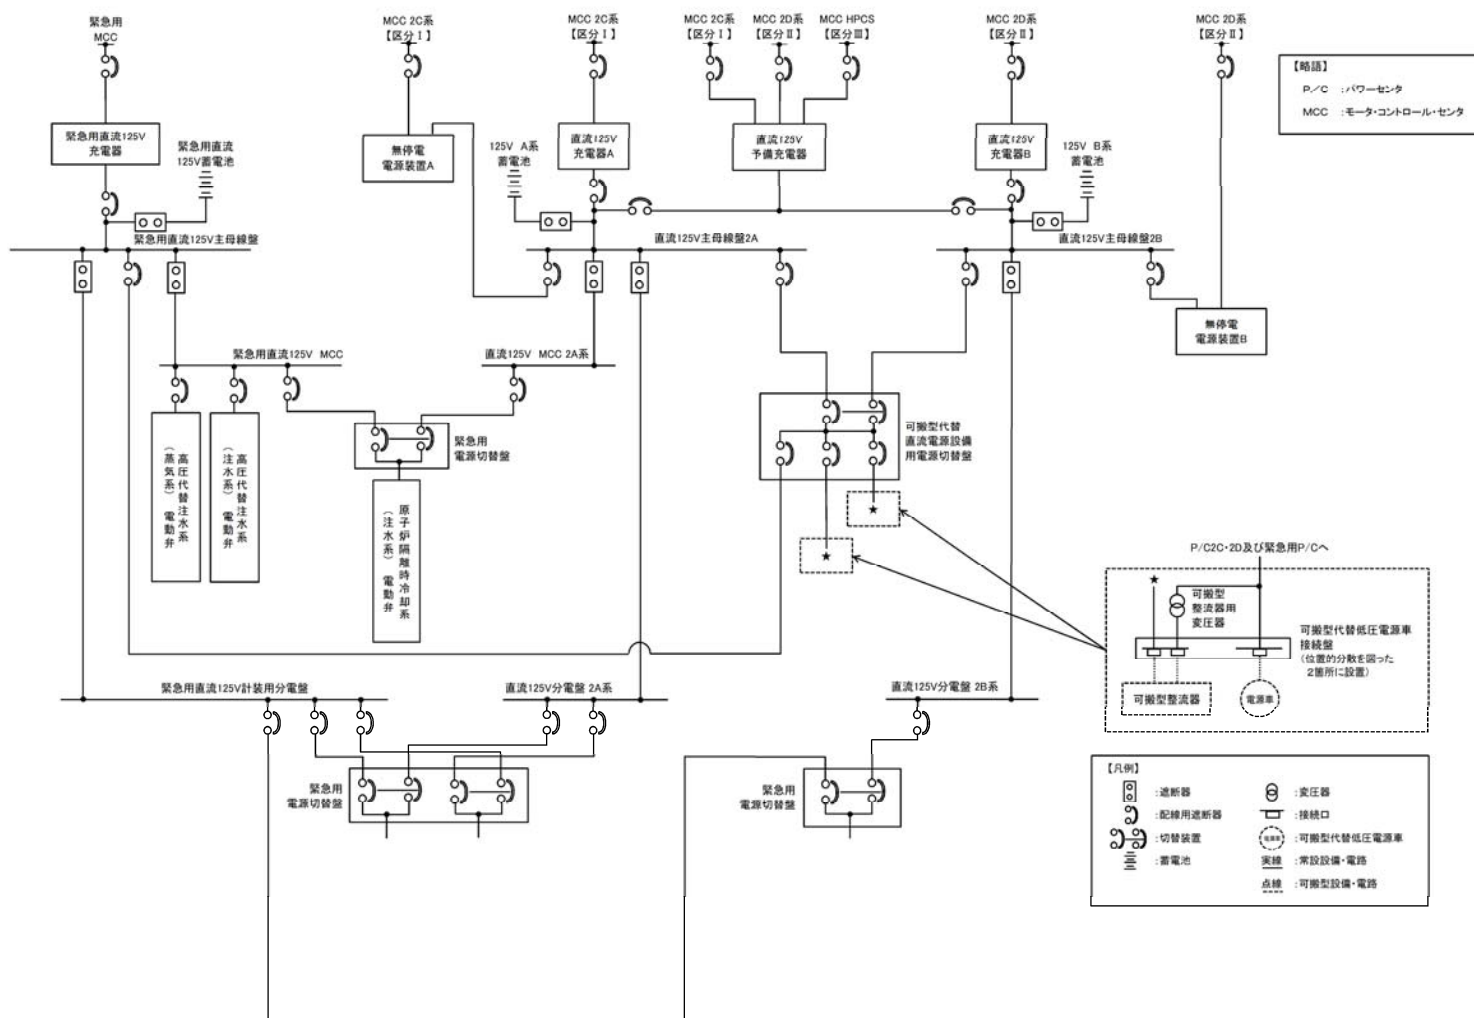 緊急用
MCC
MCC 2C系
【区分Ⅰ】
MCC 2C系
【区分Ⅰ】
MCC 2C系
【区分Ⅰ】
MCC 2D系
【区分Ⅱ】
MCC HPCS
【区分Ⅲ】
MCC 2D系
【区分Ⅱ】
MCC 2D系
【区分Ⅱ】
【略語】
P/C :パワーセンタ
MCC :モータ・コントロール・センタ
緊急用直流125V
充電器
緊急用直流
125V蓄電池
無停電
電源装置A
125V A系
蓄電池
直流125V
充電器A
直流125V
予備充電器
直流125V
充電器B
125V B系
蓄電池
緊急用直流125V主母線盤
直流125V主母線盤2A
直流125V主母線盤2B
無停電
電源装置B
緊急用直流125V MCC
直流125V MCC 2A系
高圧代替注水系
(蒸気系) 電動弁
高圧代替注水系
(注水系) 電動弁
緊急用
電源切替盤
原子炉隔離時冷却系
(注水系) 電動弁
可搬型代替
直流電源設備
用電源切替盤
★
★
P/C2C・2D及び緊急用P/Cへ
★
可搬型
整流器用
変圧器
可搬型代替低圧電源車
接続盤
(位置的分散を図った
2箇所に設置)
可搬型整流器
電源車
緊急用直流125V計装用分電盤
直流125V分電盤 2A系
直流125V分電盤 2B系
緊急用
電源切替盤
緊急用
電源切替盤
【凡例】
:遮断器
:配線用遮断器
:切替装置
:蓄電池
:変圧器
:接続口
電源車 :可搬型代替低圧電源車
実線 :常設設備・電路
点線 :可搬型設備・電路